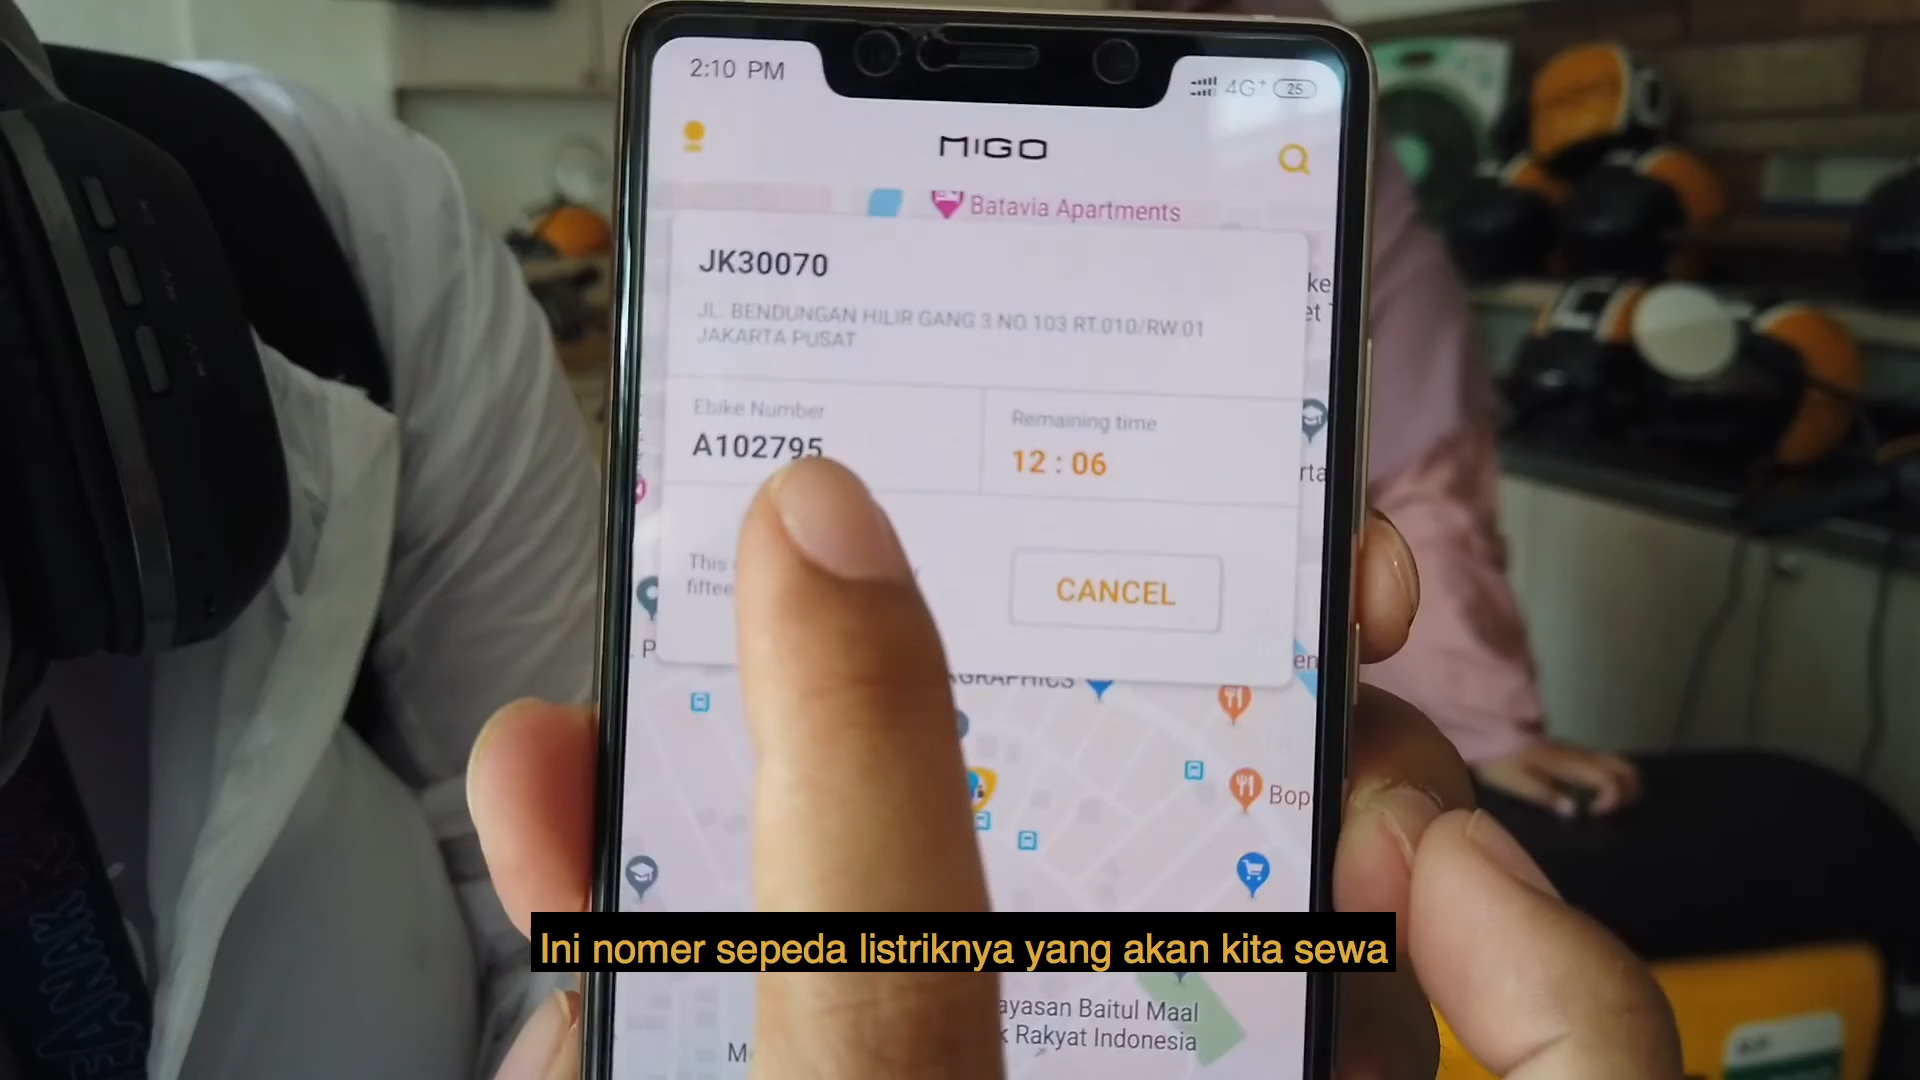 2:10 PM
4G+ 25
MIGO
Batavia Apartments
JK30070
JL. BENDUNGAN HILIR GANG 3 NO 103 RT.010/RW.01
JAKARTA PUSAT
Ebike Number
Remaining time
A102795
12 : 06
This
CANCEL
Bop
Ini nomer sepeda listriknya yang akan kita sewa
ayasan Baitul Maal
k Rakyat Indonesia